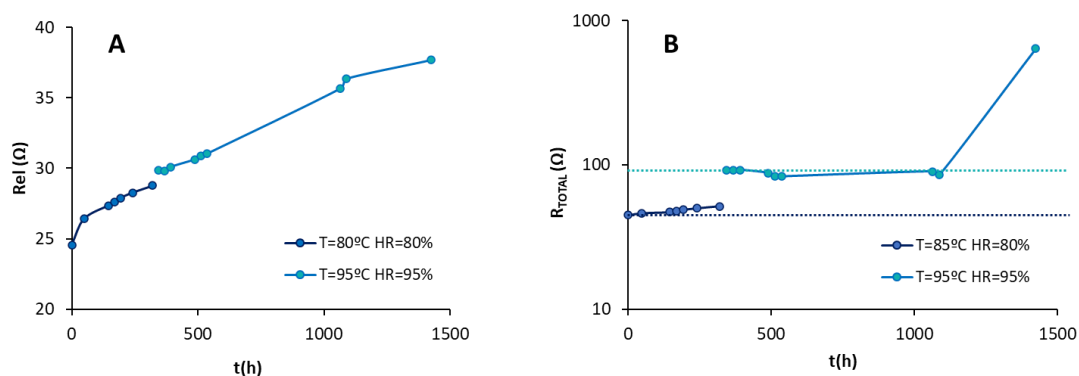 A
40
35
30
25
20
Rel (Ω)
0
500
1000
1500
t(h)
T=80ºC HR=80%
T=95ºC HR=95%
B
1000
100
10
R_TOTAL (Ω)
0
500
1000
1500
t(h)
T=85ºC HR=80%
T=95ºC HR=95%